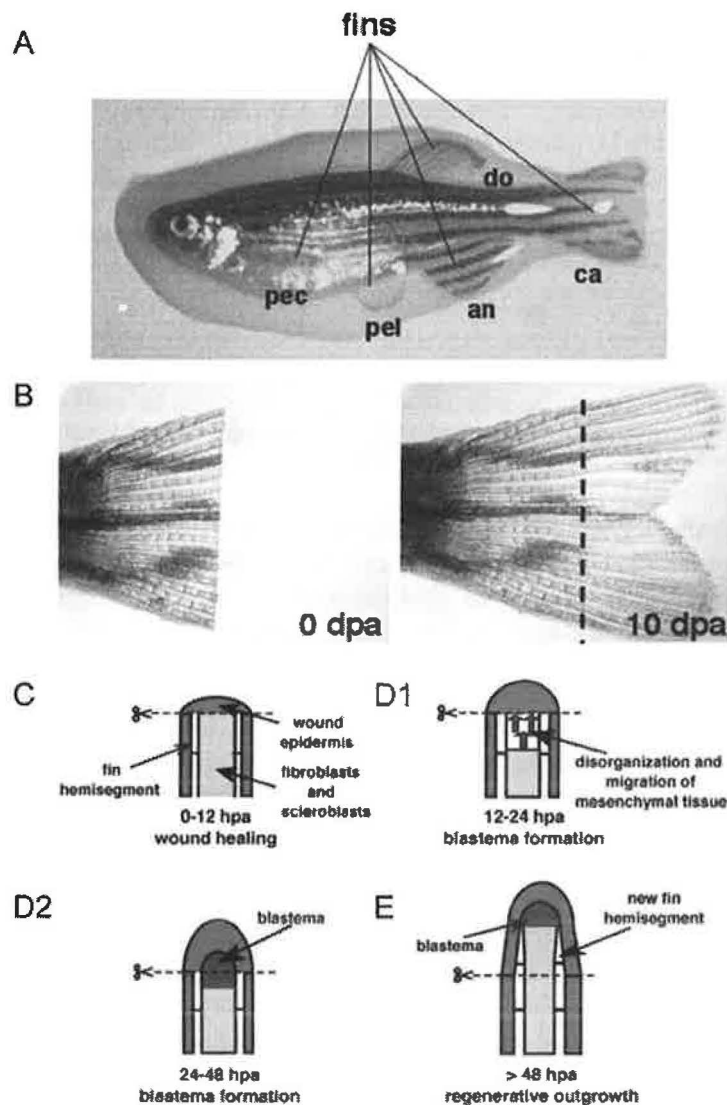 A
fins
do
pec
pel
an
ca
B
0 dpa
10 dpa
C
wound
epidermis
fin
hemisegment
fibroblasts
and
scleroblasts
0-12 hpa
wound healing
D1
disorganization and
migration of
mesenchymal tissue
12-24 hpa
blastema formation
D2
blastema
24-48 hpa
blastema formation
E
new fin
hemisegment
blastema
> 48 hpa
regenerative outgrowth